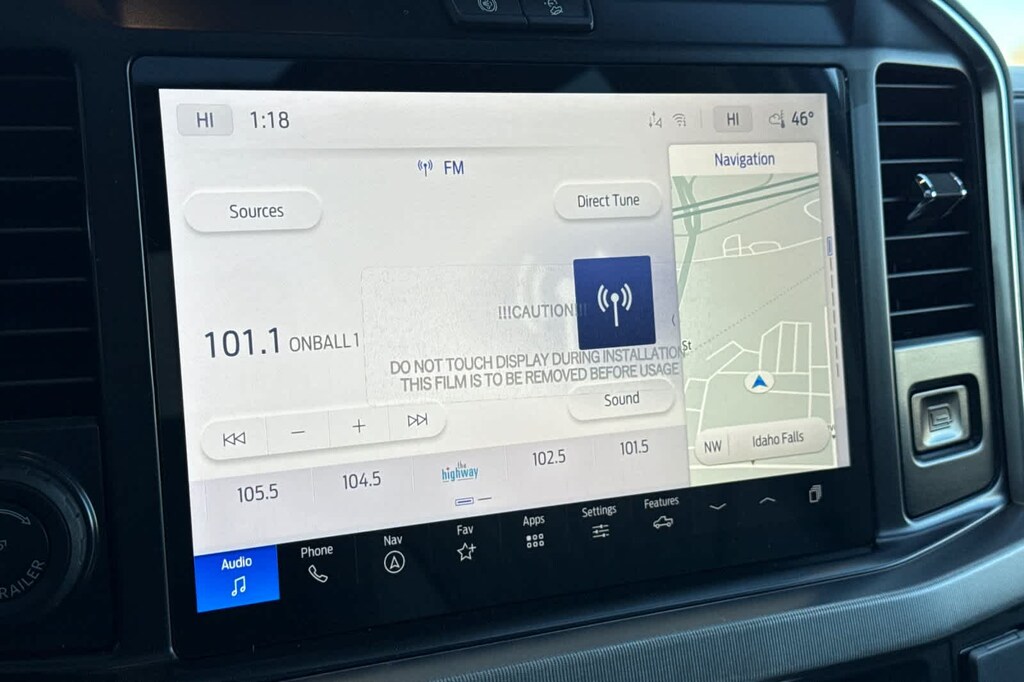 HI 1:18 HI 46°
FM
Navigation
Sources
Direct Tune
!!!CAUTION!!!
101.1 ONBALL1
St
DO NOT TOUCH DISPLAY DURING INSTALLATION
THIS FILM IS TO BE REMOVED BEFORE USAGE
Sound
NW Idaho Falls
105.5 104.5 the highway 102.5 101.5
Audio Phone Nav Fav Apps Settings Features
TRAILER